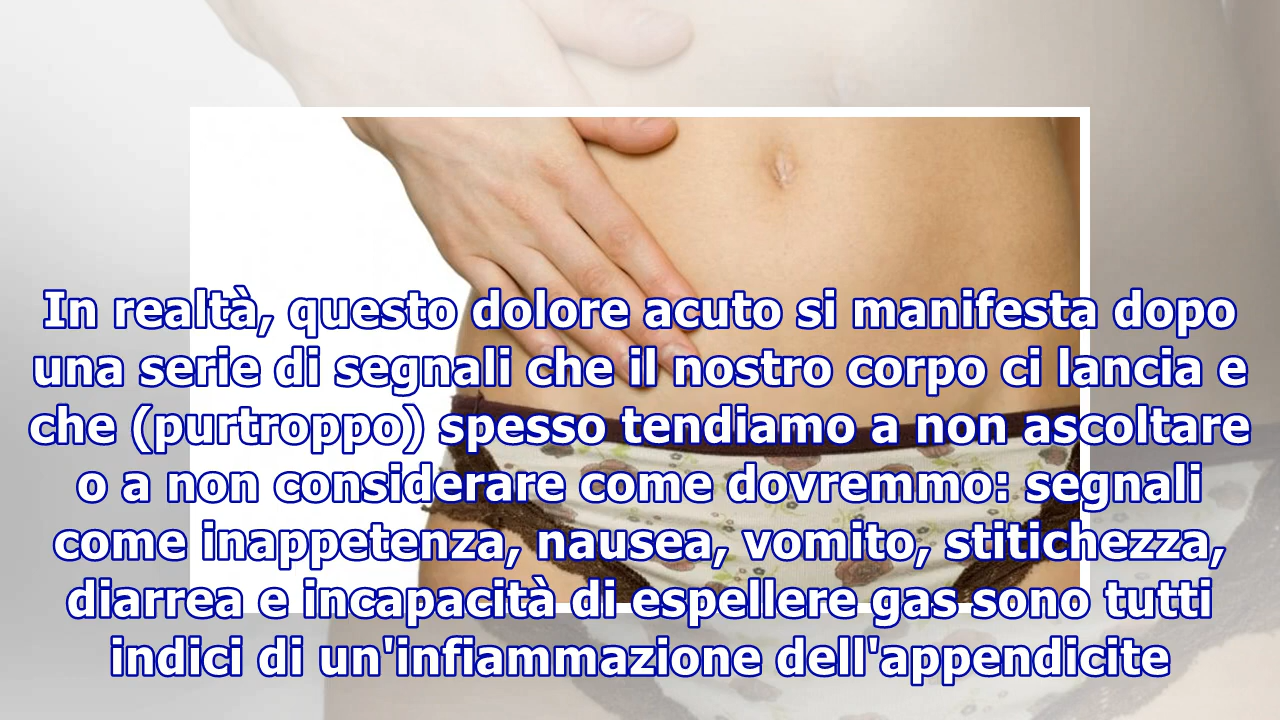 In realtà, questo dolore acuto si manifesta dopo
una serie di segnali che il nostro corpo ci lancia e
che (purtroppo) spesso tendiamo a non ascoltare
o a non considerare come dovremmo: segnali
come inappetenza, nausea, vomito, stitichezza,
diarrea e incapacità di espellere gas sono tutti
indici di un'infiammazione dell'appendicite